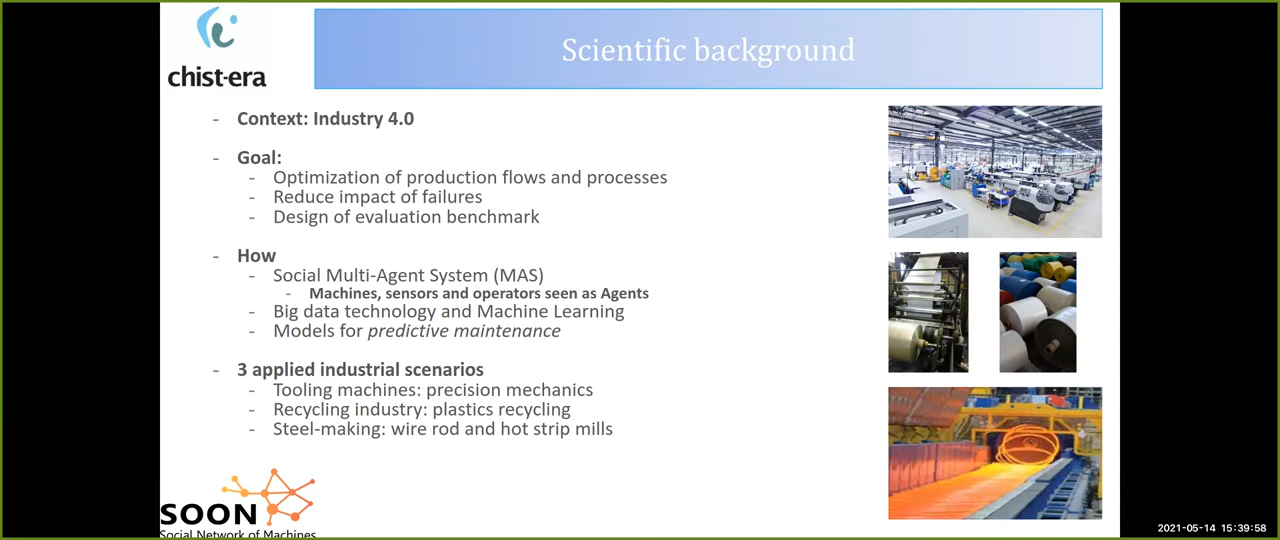 chist-era
Scientific background
- Context: Industry 4.0
- Goal:
- Optimization of production flows and processes
- Reduce impact of failures
- Design of evaluation benchmark
- How
- Social Multi-Agent System (MAS)
- Machines, sensors and operators seen as Agents
- Big data technology and Machine Learning
- Models for predictive maintenance
- 3 applied industrial scenarios
- Tooling machines: precision mechanics
- Recycling industry: plastics recycling
- Steel-making: wire rod and hot strip mills
SOON
Social Network of Machines
2021-05-14 15:39:58